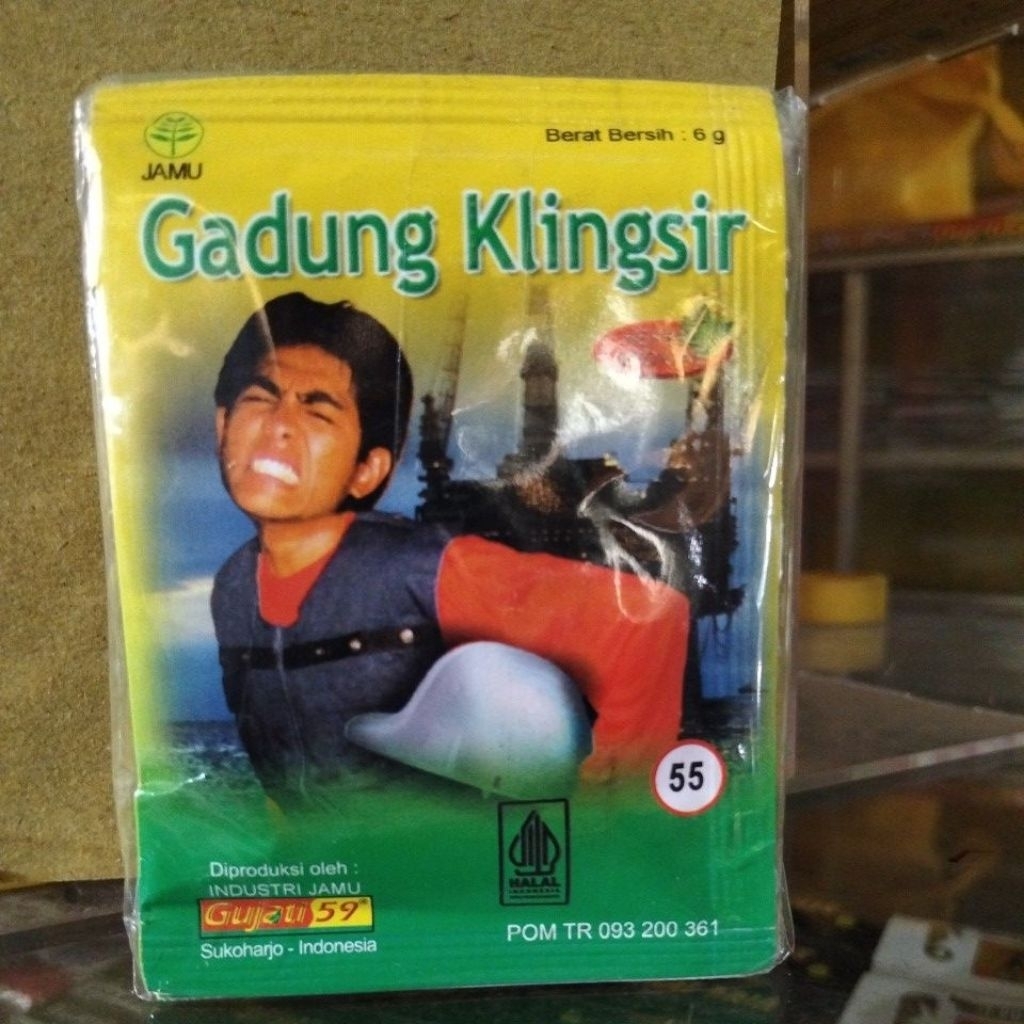 JAMU
Berat Bersih : 6 g
Gadung Klingsir
55
Diproduksi oleh :
INDUSTRI JAMU
Gujati 59®
Sukoharjo - Indonesia
HALAL
INDONESIA
POM TR 093 200 361